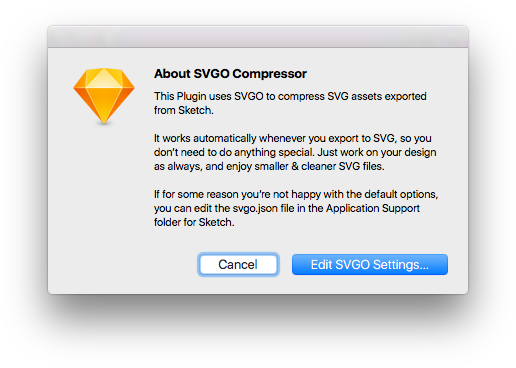 About SVGO Compressor
This Plugin uses SVGO to compress SVG assets exported
from Sketch.
It works automatically whenever you export to SVG, so you
don’t need to do anything special. Just work on your design
as always, and enjoy smaller & cleaner SVG files.
If for some reason you’re not happy with the default options,
you can edit the svgo.json file in the Application Support
folder for Sketch.
Cancel
Edit SVGO Settings...